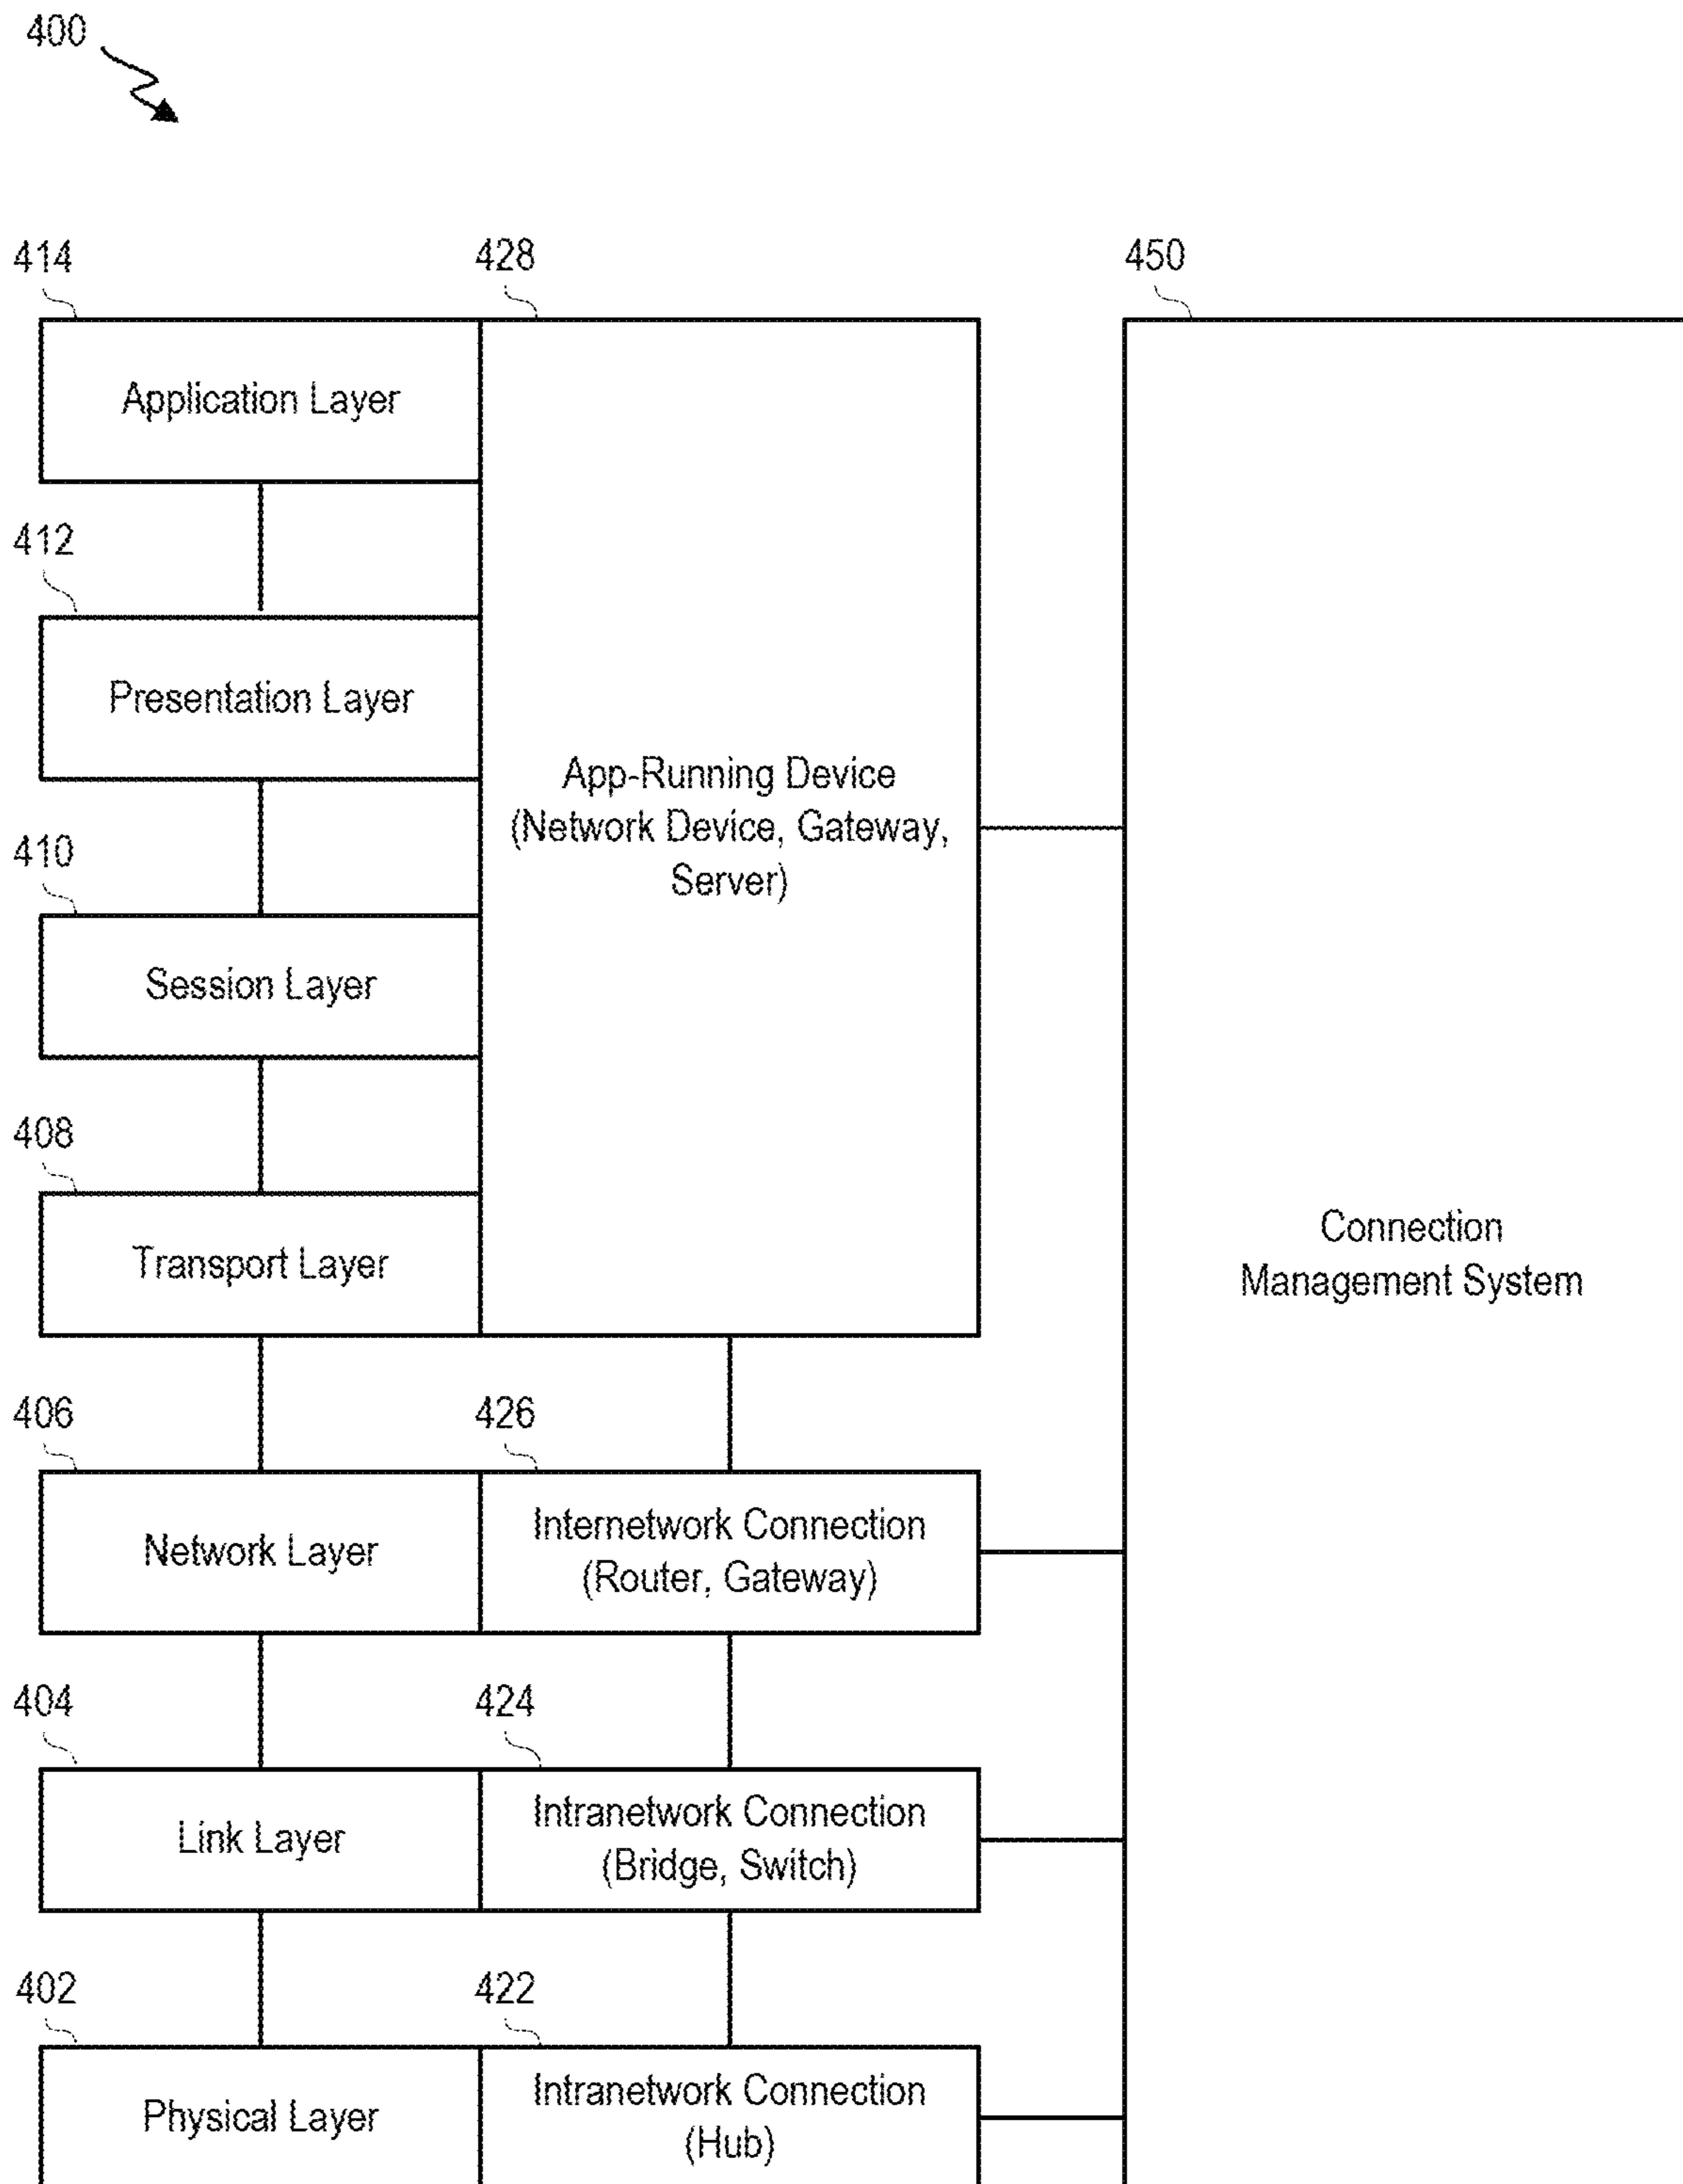 400
414
428
450
Application Layer
412
Presentation Layer
App-Running Device
(Network Device, Gateway,
Server)
410
Session Layer
408
Transport Layer
Connection
Management System
406
426
Network Layer
Internetwork Connection
(Router, Gateway)
404
424
Link Layer
Intranetwork Connection
(Bridge, Switch)
402
422
Physical Layer
Intranetwork Connection
(Hub)